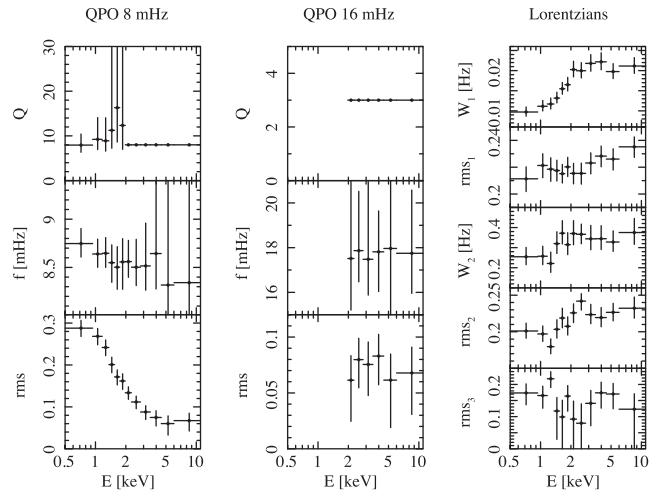 QPO 8 mHz
QPO 16 mHz
Lorentzians
Q
0
10
20
30
f [mHz]
8.5
9
rms
0
0.1
0.2
0.3
0.5 1 2 5 10
E [keV]
Q
0
2
4
f [mHz]
16
18
20
rms
0
0.05
0.1
0.5 1 2 5 10
E [keV]
W1 [Hz]
0.01
0.02
rms1
0.2
0.24
W2 [Hz]
0.2
0.4
rms2
0.2
0.25
rms3
0
0.1
0.2
0.5 1 2 5 10
E [keV]